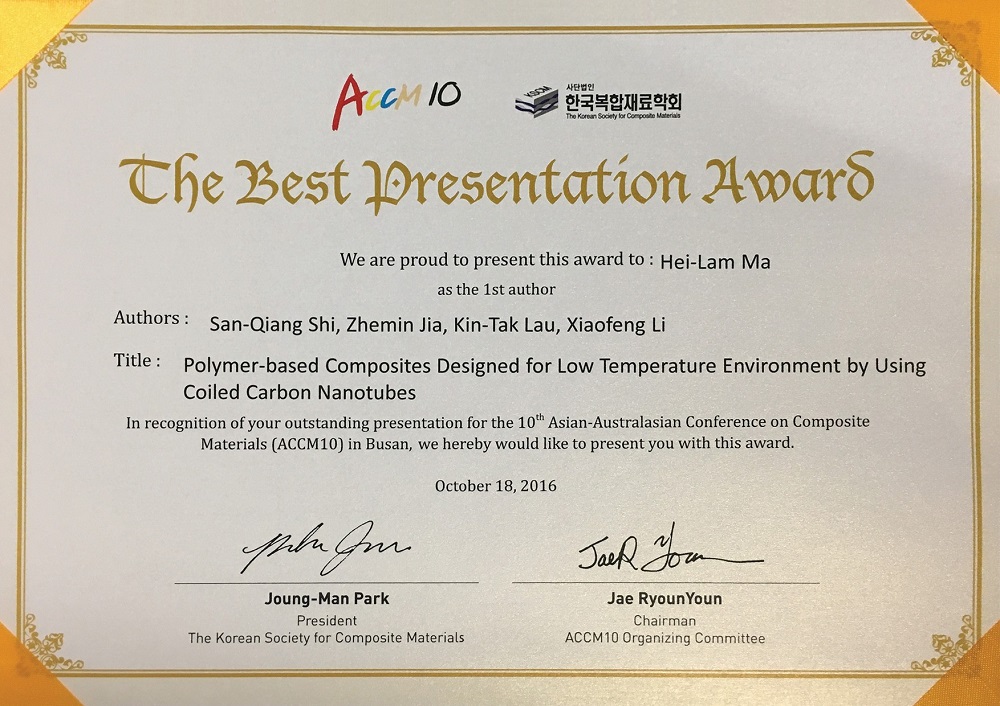 ACCM10
KSCM
사단법인
한국복합재료학회
The Korean Society for Composite Materials
The Best Presentation Award
We are proud to present this award to : Hei-Lam Ma
as the 1st author
Authors : San-Qiang Shi, Zhemin Jia, Kin-Tak Lau, Xiaofeng Li
Title : Polymer-based Composites Designed for Low Temperature Environment by Using
Coiled Carbon Nanotubes
In recognition of your outstanding presentation for the 10th Asian-Australasian Conference on Composite
Materials (ACCM10) in Busan, we hereby would like to present you with this award.
October 18, 2016
JaeR Youn
Joung-Man Park
Jae RyounYoun
President
Chairman
The Korean Society for Composite Materials
ACCM10 Organizing Committee